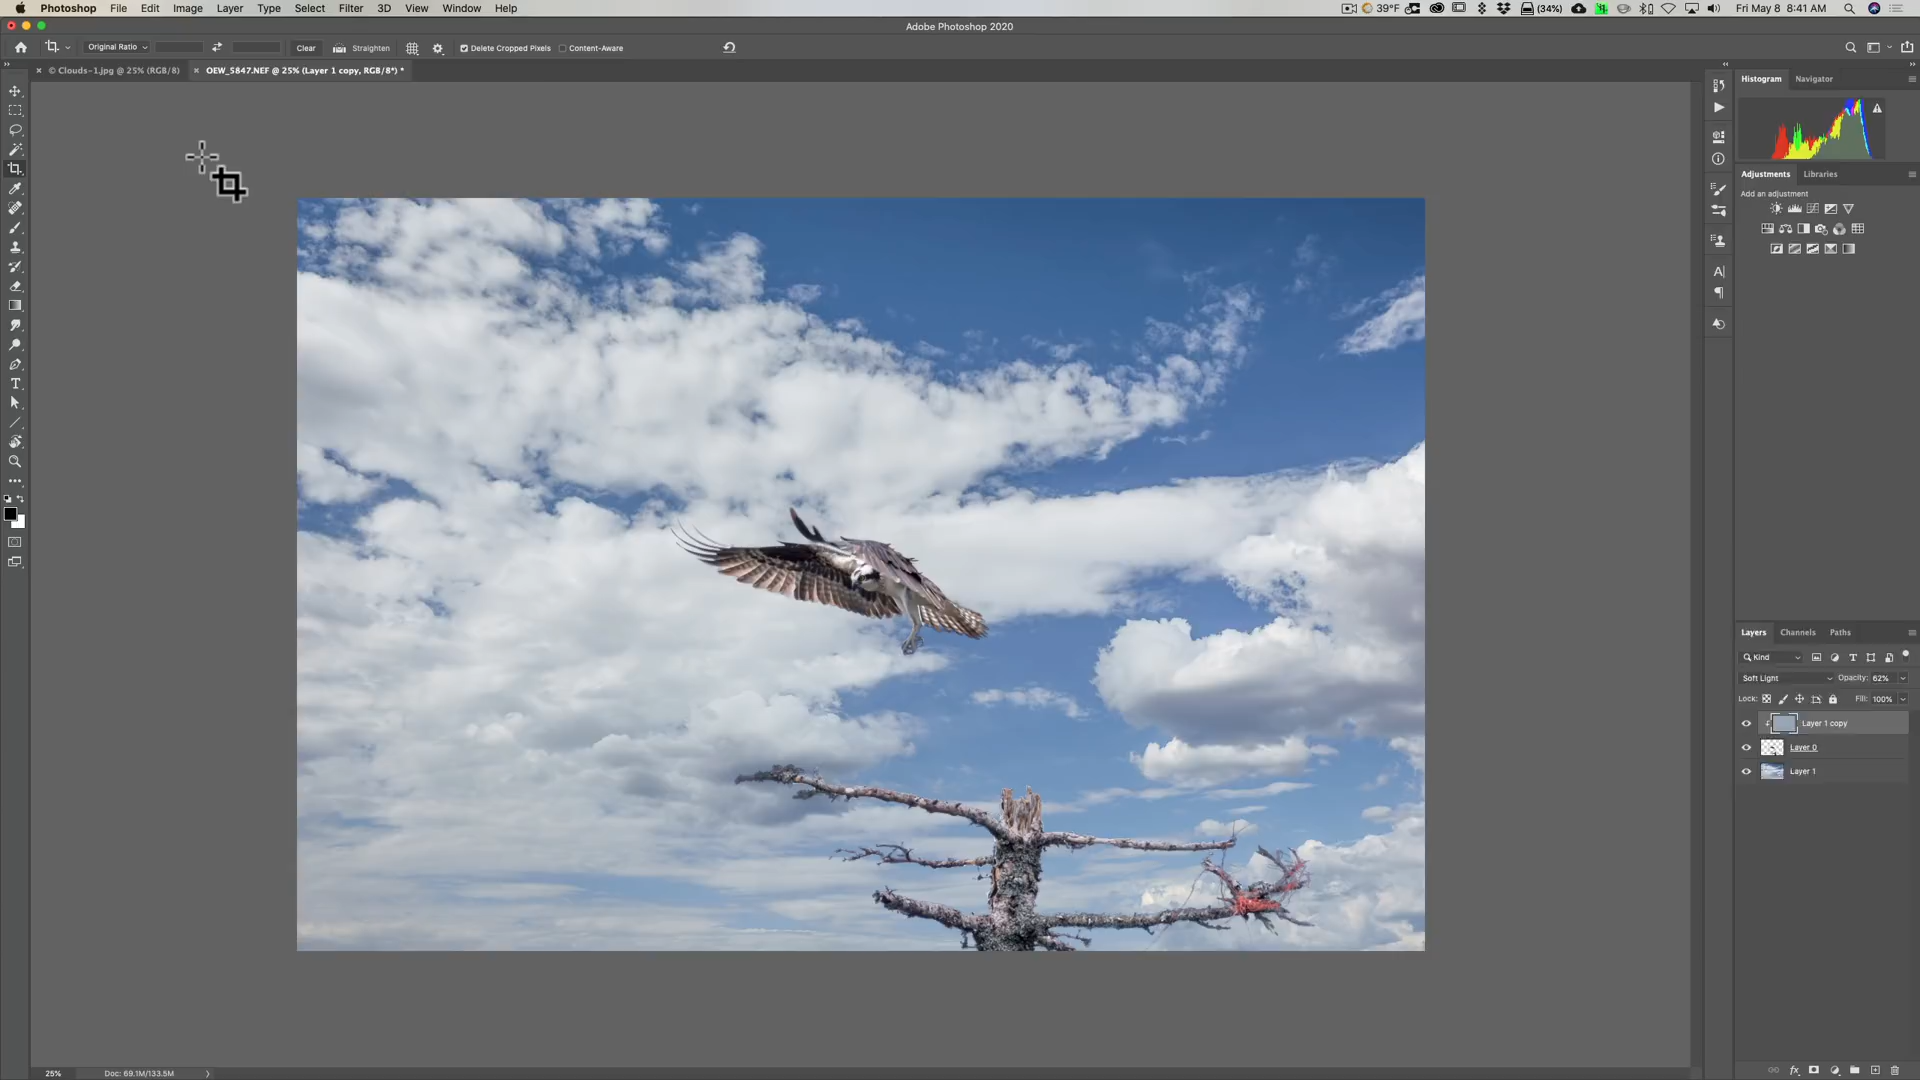 Photoshop File Edit Image Layer Type Select Filter 3D View Window Help 39°F (34%) Fri May 8 8:41 AM
Adobe Photoshop 2020
Original Ratio Clear Straighten Delete Cropped Pixels Content-Aware
× © Clouds-1.jpg @ 25% (RGB/8) × OEW_5847.NEF @ 25% (Layer 1 copy, RGB/8*) *
Histogram Navigator
Adjustments Libraries
Add an adjustment
Layers Channels Paths
Kind
Soft Light Opacity: 62%
Lock: Fill: 100%
Layer 1 copy
Layer 0
Layer 1
25% Doc: 69.1M/133.5M